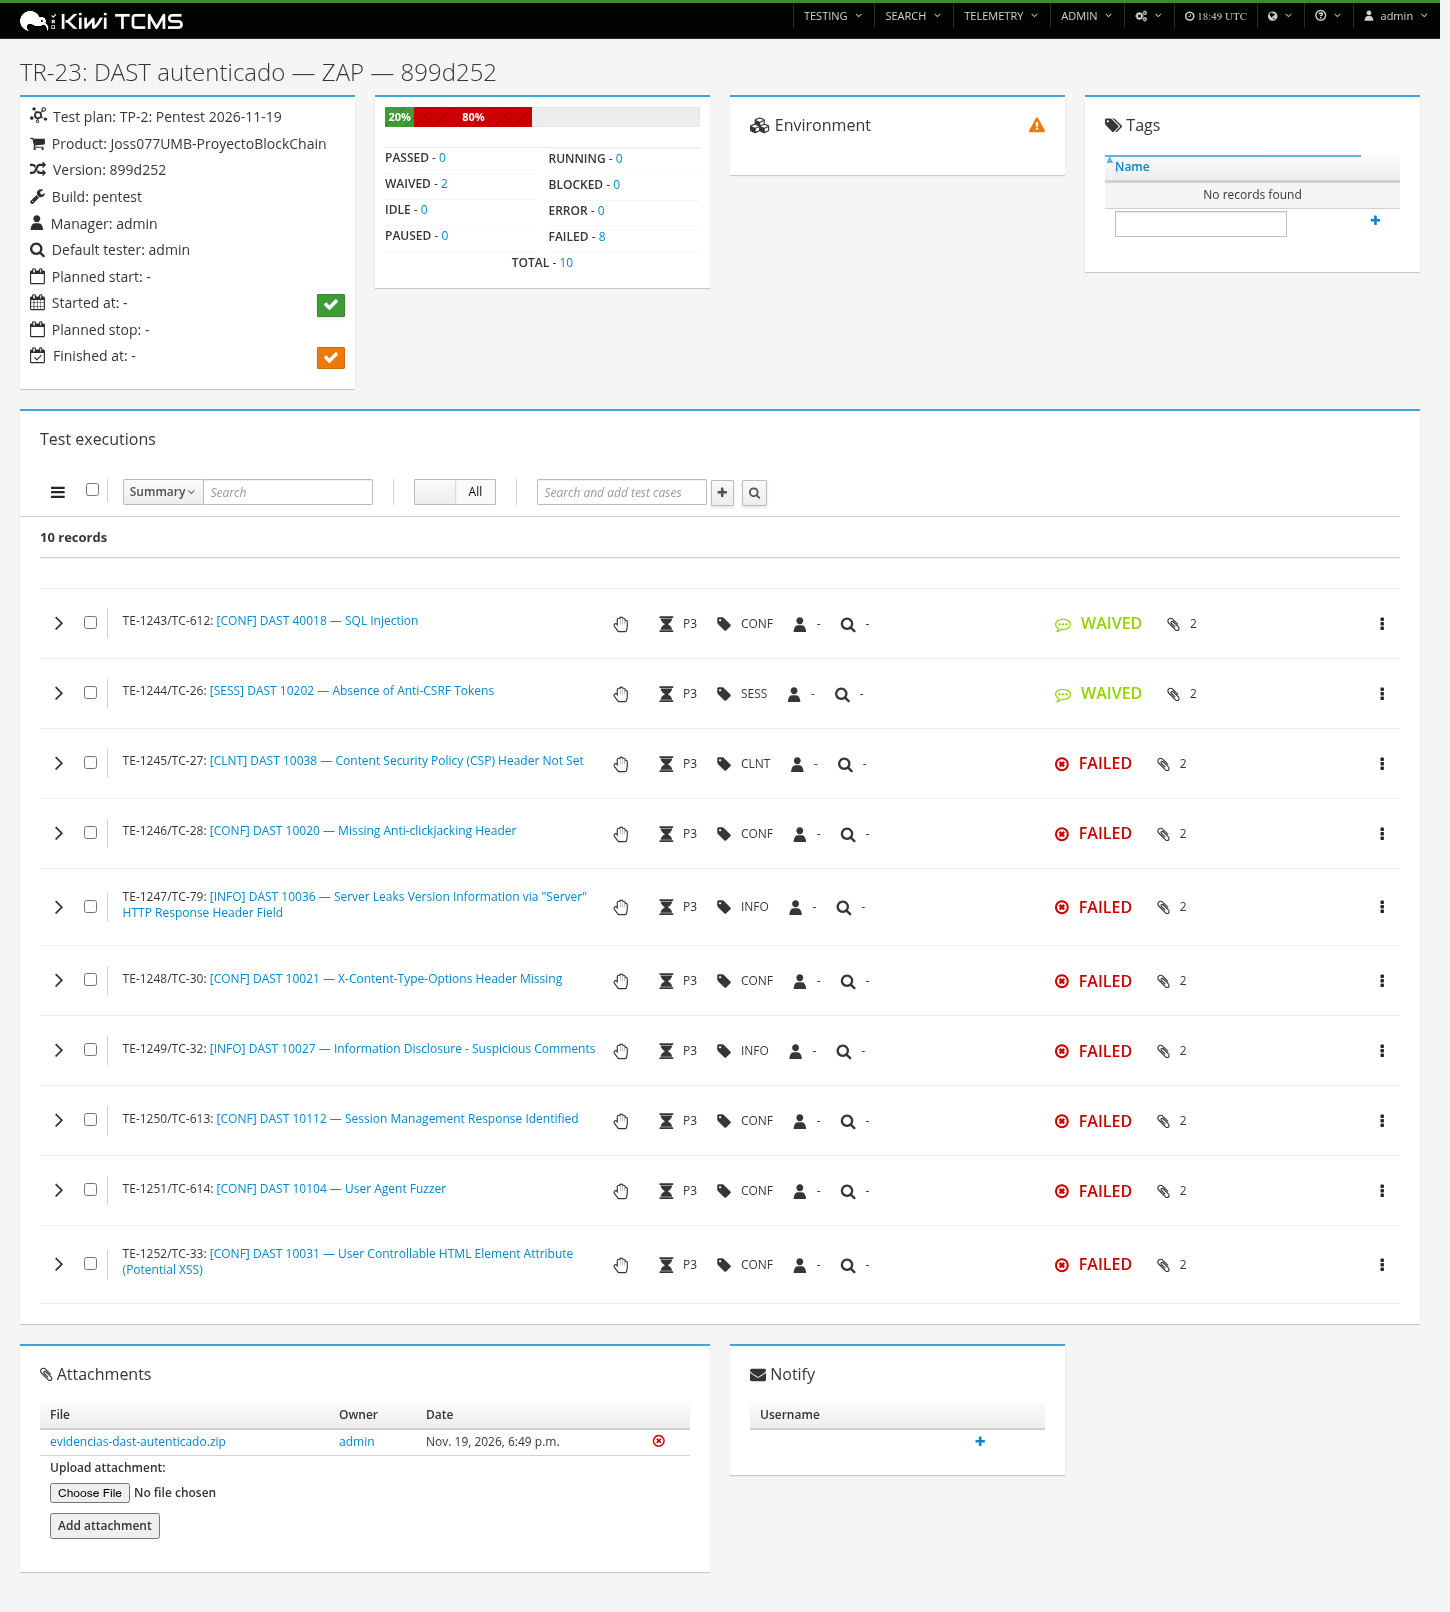 Kiwi TCMS
TESTING SEARCH TELEMETRY ADMIN 18:49 UTC admin
TR-23: DAST autenticado — ZAP — 899d252
Test plan: TP-2: Pentest 2026-11-19
Product: Joss077UMB-ProyectoBlockChain
Version: 899d252
Build: pentest
Manager: admin
Default tester: admin
Planned start: -
Started at: -
Planned stop: -
Finished at: -
20% 80%
PASSED - 0
WAIVED - 2
IDLE - 0
PAUSED - 0
RUNNING - 0
BLOCKED - 0
ERROR - 0
FAILED - 8
TOTAL - 10
Environment
Tags
Name
No records found
Test executions
Summary Search All Search and add test cases
10 records
TE-1243/TC-612: [CONF] DAST 40018 — SQL Injection P3 CONF - - WAIVED 2
TE-1244/TC-26: [SESS] DAST 10202 — Absence of Anti-CSRF Tokens P3 SESS - - WAIVED 2
TE-1245/TC-27: [CLNT] DAST 10038 — Content Security Policy (CSP) Header Not Set P3 CLNT - - FAILED 2
TE-1246/TC-28: [CONF] DAST 10020 — Missing Anti-clickjacking Header P3 CONF - - FAILED 2
TE-1247/TC-79: [INFO] DAST 10036 — Server Leaks Version Information via "Server"
HTTP Response Header Field P3 INFO - - FAILED 2
TE-1248/TC-30: [CONF] DAST 10021 — X-Content-Type-Options Header Missing P3 CONF - - FAILED 2
TE-1249/TC-32: [INFO] DAST 10027 — Information Disclosure - Suspicious Comments P3 INFO - - FAILED 2
TE-1250/TC-613: [CONF] DAST 10112 — Session Management Response Identified P3 CONF - - FAILED 2
TE-1251/TC-614: [CONF] DAST 10104 — User Agent Fuzzer P3 CONF - - FAILED 2
TE-1252/TC-33: [CONF] DAST 10031 — User Controllable HTML Element Attribute
(Potential XSS) P3 CONF - - FAILED 2
Attachments
File Owner Date
evidencias-dast-autenticado.zip admin Nov. 19, 2026, 6:49 p.m.
Upload attachment:
Choose File No file chosen
Add attachment
Notify
Username